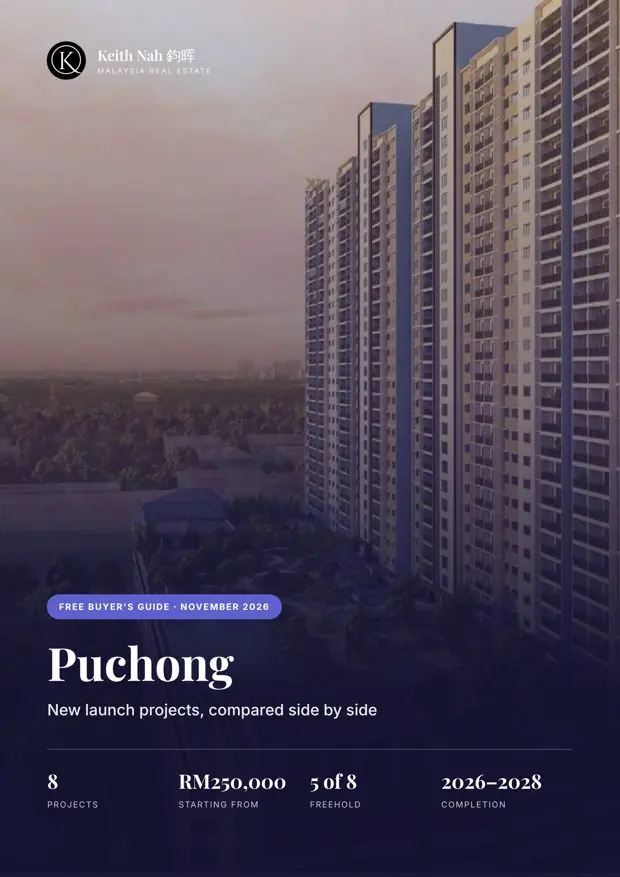 K
Keith Nah 鈞晖
MALAYSIA REAL ESTATE
FREE BUYER'S GUIDE · NOVEMBER 2026
Puchong
New launch projects, compared side by side
8
PROJECTS
RM250,000
STARTING FROM
5 of 8
FREEHOLD
2026–2028
COMPLETION